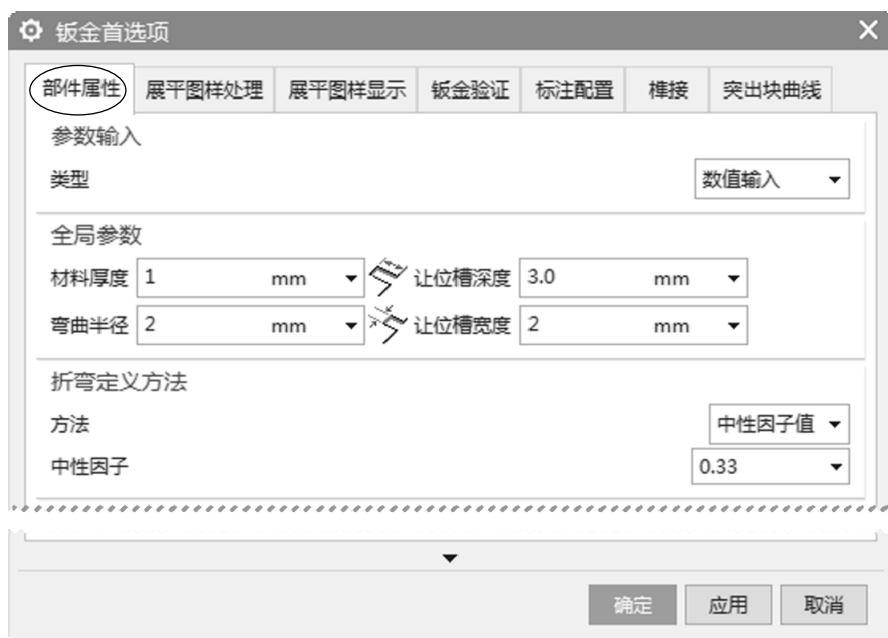 钣金首选项
部件属性 展平图样处理 展平图样显示 钣金验证 标注配置 榫接 突出块曲线
参数输入
类型 数值输入
全局参数
材料厚度 1 mm 让位槽深度 3.0 mm
弯曲半径 2 mm 让位槽宽度 2 mm
折弯定义方法
方法 中性因子值
中性因子 0.33
确定 应用 取消